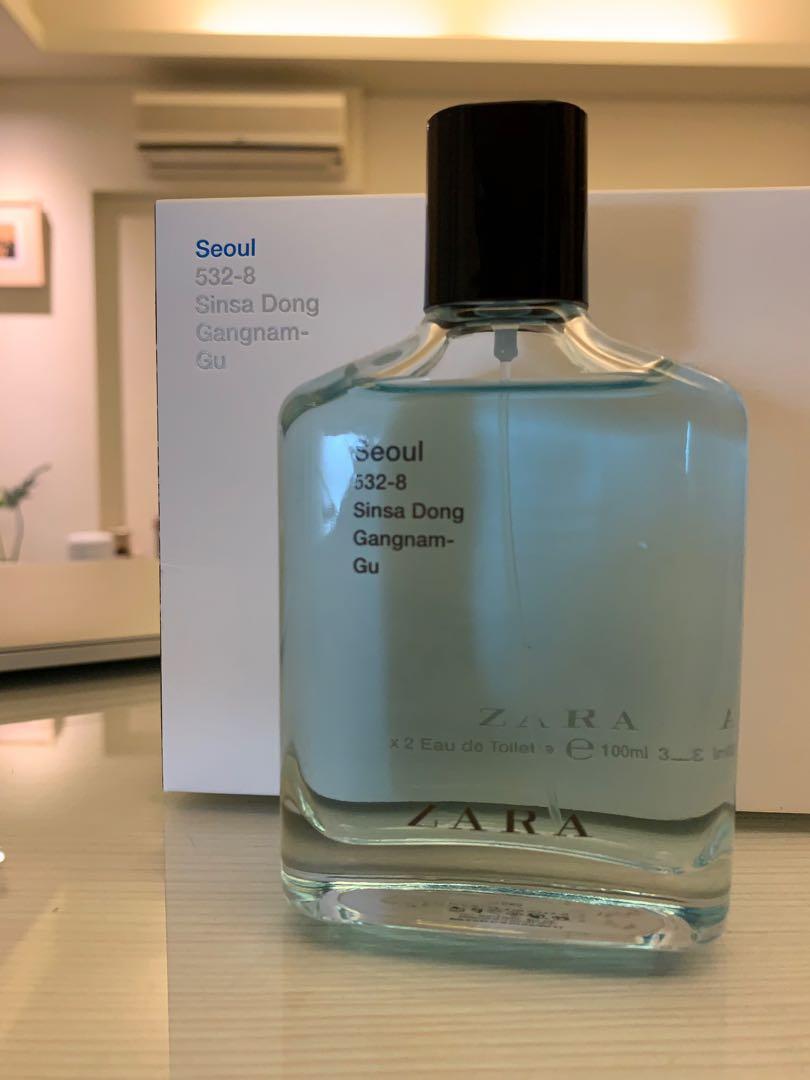 Seoul
532-8
Sinsa Dong
Gangnam-
Gu
Seoul
532-8
Sinsa Dong
Gangnam-
Gu
ZARA
x 2 Eau de Toilette e 100ml
ZARA